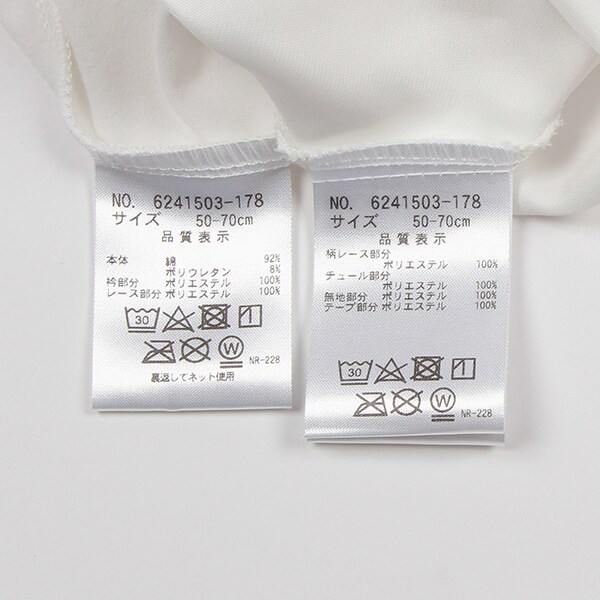 NO. 6241503-178
サイズ 50-70cm
品質表示
本体 綿 92%
ポリウレタン 8%
衿部分 ポリエステル 100%
レース部分 ポリエステル 100%
30
NR-228
裏返してネット使用
NO. 6241503-178
サイズ 50-70cm
品質表示
柄レース部分
ポリエステル 100%
チュール部分
ポリエステル 100%
無地部分 ポリエステル 100%
テープ部分 ポリエステル 100%
30
W
NR-228